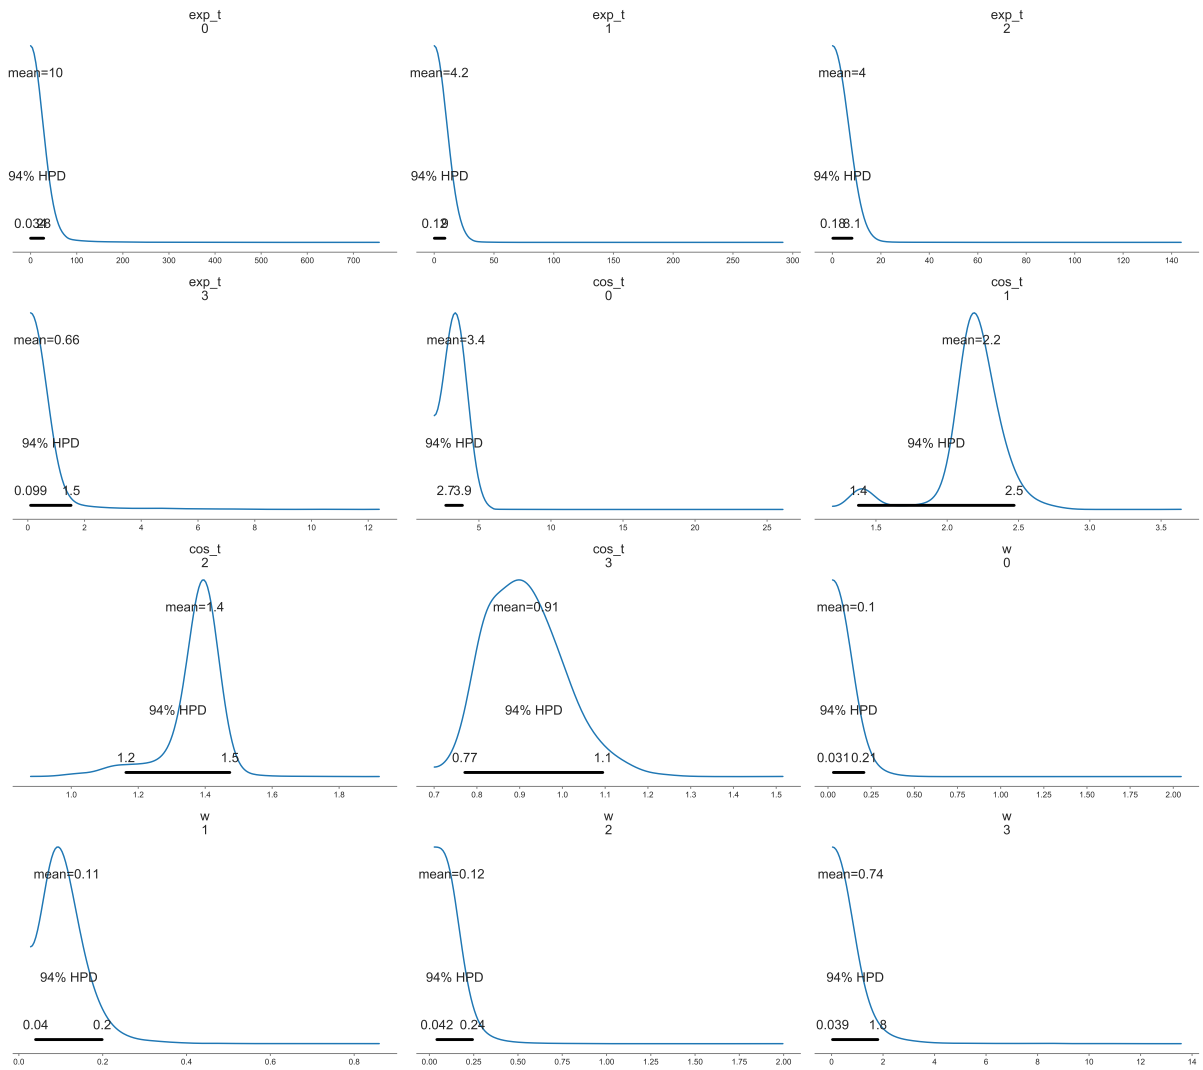 exp_t
0
mean=10
94% HPD
0.034 28
0 100 200 300 400 500 600 700
exp_t
1
mean=4.2
94% HPD
0.12 9
0 50 100 150 200 250 300
exp_t
2
mean=4
94% HPD
0.18 8.1
0 20 40 60 80 100 120 140
exp_t
3
mean=0.66
94% HPD
0.099 1.5
0 2 4 6 8 10 12
cos_t
0
mean=3.4
94% HPD
2.7 3.9
5 10 15 20 25
cos_t
1
mean=2.2
94% HPD
1.4 2.5
1.5 2.0 2.5 3.0 3.5
cos_t
2
mean=1.4
94% HPD
1.2 1.5
1.0 1.2 1.4 1.6 1.8
cos_t
3
mean=0.91
94% HPD
0.77 1.1
0.7 0.8 0.9 1.0 1.1 1.2 1.3 1.4 1.5
w
0
mean=0.1
94% HPD
0.031 0.21
0.00 0.25 0.50 0.75 1.00 1.25 1.50 1.75 2.00
w
1
mean=0.11
94% HPD
0.04 0.2
0.0 0.2 0.4 0.6 0.8
w
2
mean=0.12
94% HPD
0.042 0.24
0.00 0.25 0.50 0.75 1.00 1.25 1.50 1.75 2.00
w
3
mean=0.74
94% HPD
0.039 1.8
0 2 4 6 8 10 12 14